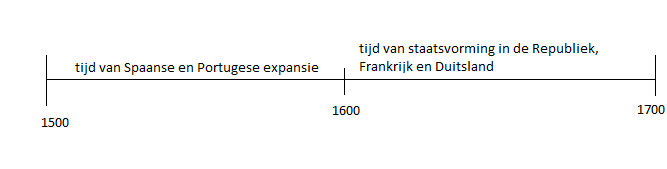 tijd van Spaanse en Portugese expansie
tijd van staatsvorming in de Republiek,
Frankrijk en Duitsland
1500
1600
1700